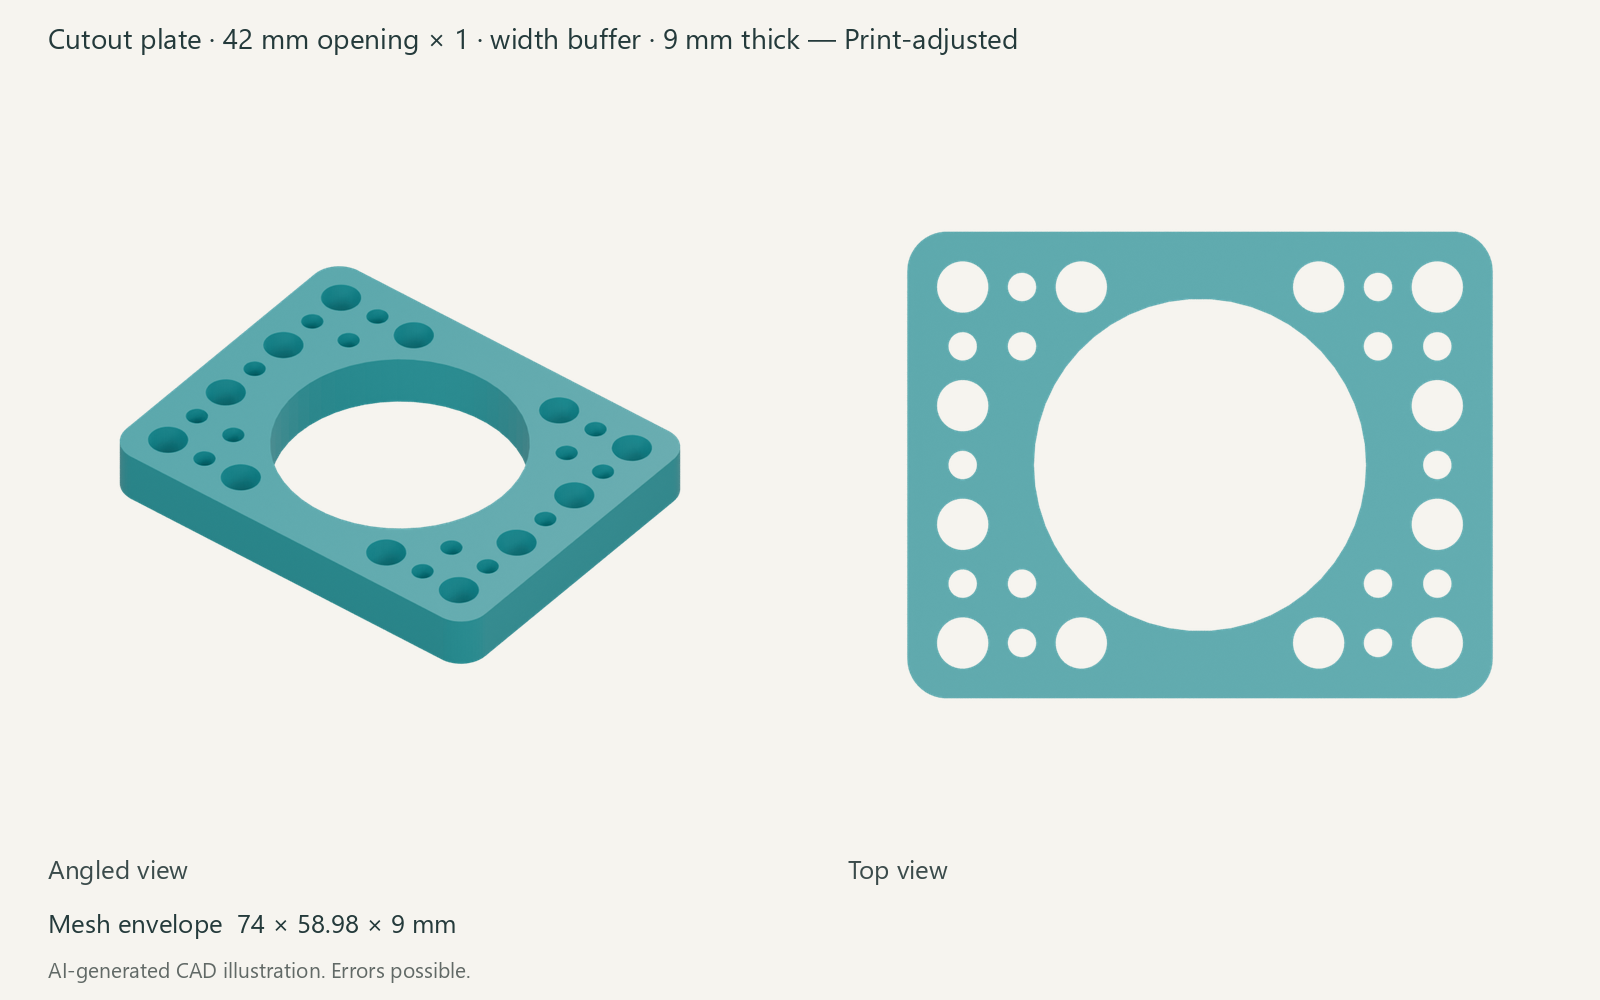 Cutout plate · 42 mm opening × 1 · width buffer · 9 mm thick — Print-adjusted
Angled view
Top view
Mesh envelope 74 × 58.98 × 9 mm
AI-generated CAD illustration. Errors possible.